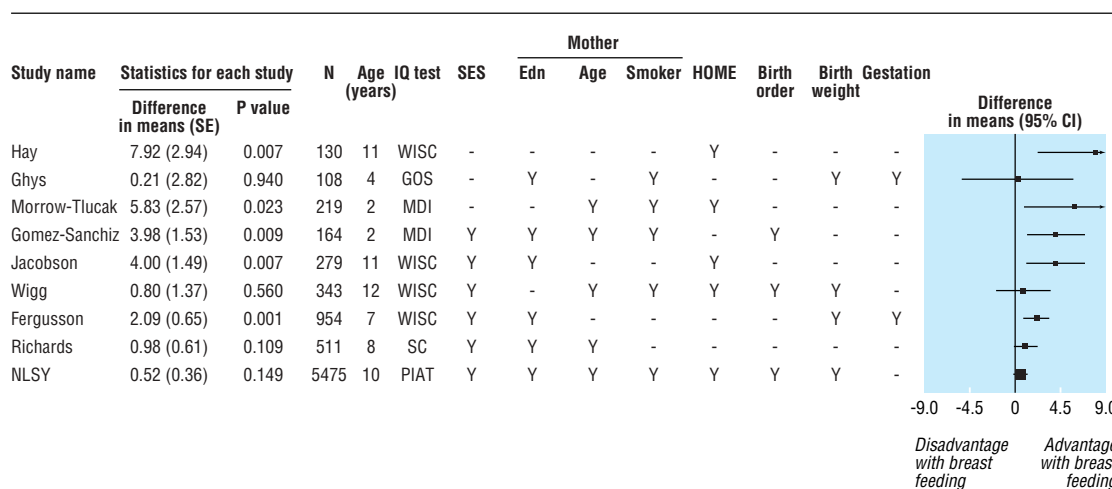 Mother
Study name Statistics for each study N Age IQ test SES Edn Age Smoker HOME Birth Birth Gestation
(years) order weight
Difference P value Difference
in means (SE) in means (95% CI)
Hay 7.92 (2.94) 0.007 130 11 WISC - - - - Y - - -
Ghys 0.21 (2.82) 0.940 108 4 GOS - Y - Y - - Y Y
Morrow-Tlucak 5.83 (2.57) 0.023 219 2 MDI - - Y Y Y - - -
Gomez-Sanchiz 3.98 (1.53) 0.009 164 2 MDI Y Y Y Y - Y - -
Jacobson 4.00 (1.49) 0.007 279 11 WISC Y Y - - Y - - -
Wigg 0.80 (1.37) 0.560 343 12 WISC Y - Y Y Y Y Y -
Fergusson 2.09 (0.65) 0.001 954 7 WISC Y Y - - - - Y Y
Richards 0.98 (0.61) 0.109 511 8 SC Y Y Y - - - - -
NLSY 0.52 (0.36) 0.149 5475 10 PIAT Y Y Y Y Y Y Y -
-9.0 -4.5 0 4.5 9.0
Disadvantage Advantage
with breast with breast
feeding feeding